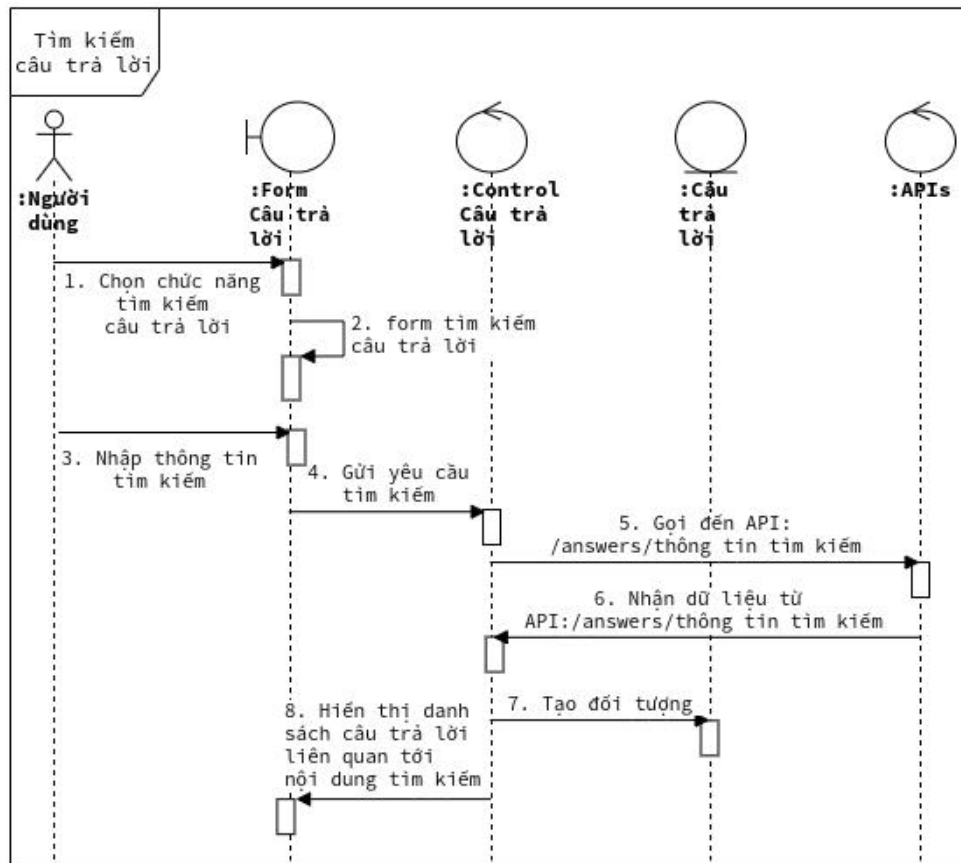 Tìm kiếm
câu trả lời
:Người
dùng
:Form
Câu trả
lời
:Control
Câu trả
lời
:Câu
trả
lời
:APIs
1. Chọn chức năng
tìm kiếm
câu trả lời
2. form tìm kiếm
câu trả lời
3. Nhập thông tin
tìm kiếm
4. Gửi yêu cầu
tìm kiếm
5. Gọi đến API:
/answers/thông tin tìm kiếm
6. Nhận dữ liệu từ
API:/answers/thông tin tìm kiếm
7. Tạo đối tượng
8. Hiển thị danh
sách câu trả lời
liên quan tới
nội dung tìm kiếm